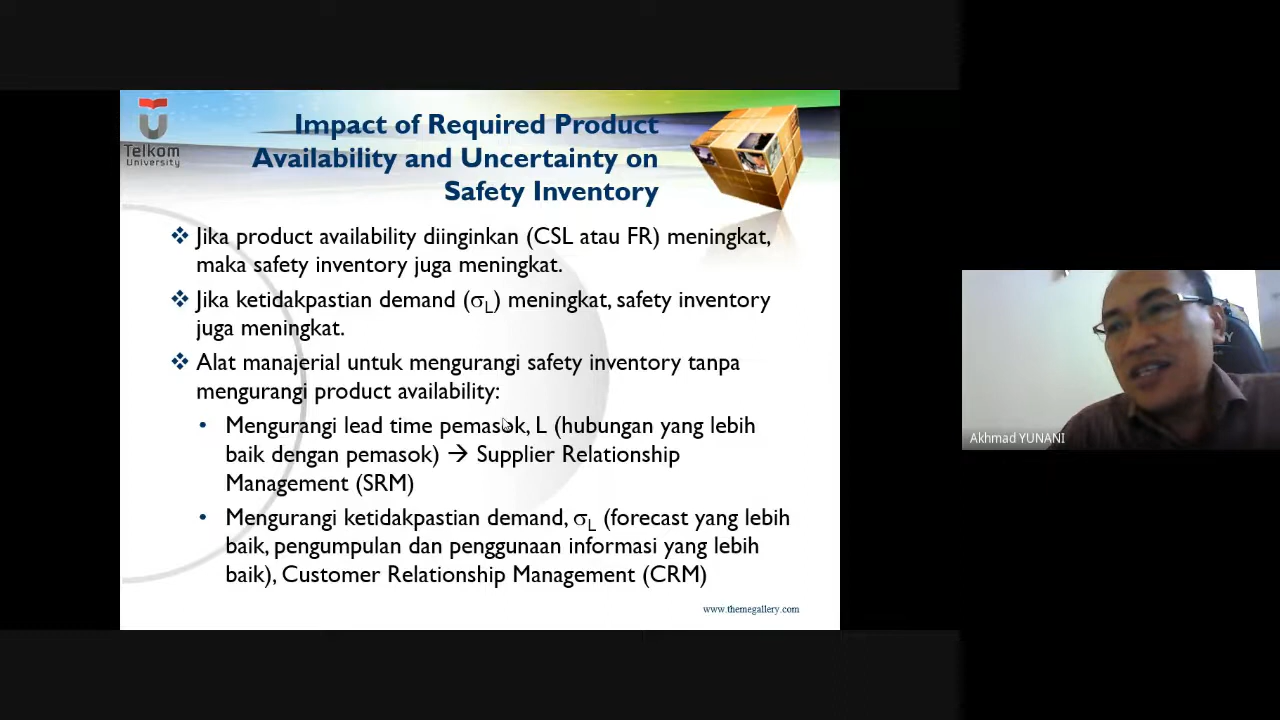 Telkom
University
Impact of Required Product
Availability and Uncertainty on
Safety Inventory
❖ Jika product availability diinginkan (CSL atau FR) meningkat,
maka safety inventory juga meningkat.
❖ Jika ketidakpastian demand (σL) meningkat, safety inventory
juga meningkat.
❖ Alat manajerial untuk mengurangi safety inventory tanpa
mengurangi product availability:
• Mengurangi lead time pemasok, L (hubungan yang lebih
baik dengan pemasok) → Supplier Relationship
Management (SRM)
• Mengurangi ketidakpastian demand, σL (forecast yang lebih
baik, pengumpulan dan penggunaan informasi yang lebih
baik), Customer Relationship Management (CRM)
www.themegallery.com
Akhmad YUNANI